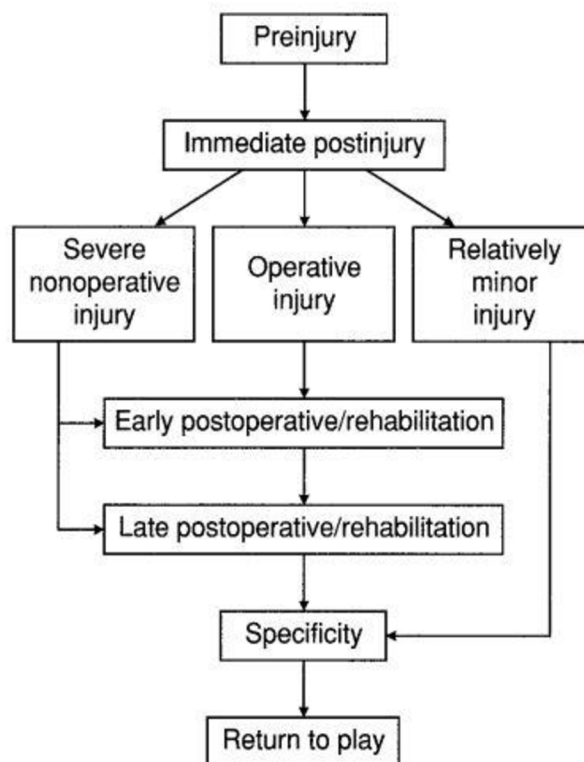 Preinjury
Immediate postinjury
Severe
nonoperative
injury
Operative
injury
Relatively
minor
injury
Early postoperative/rehabilitation
Late postoperative/rehabilitation
Specificity
Return to play